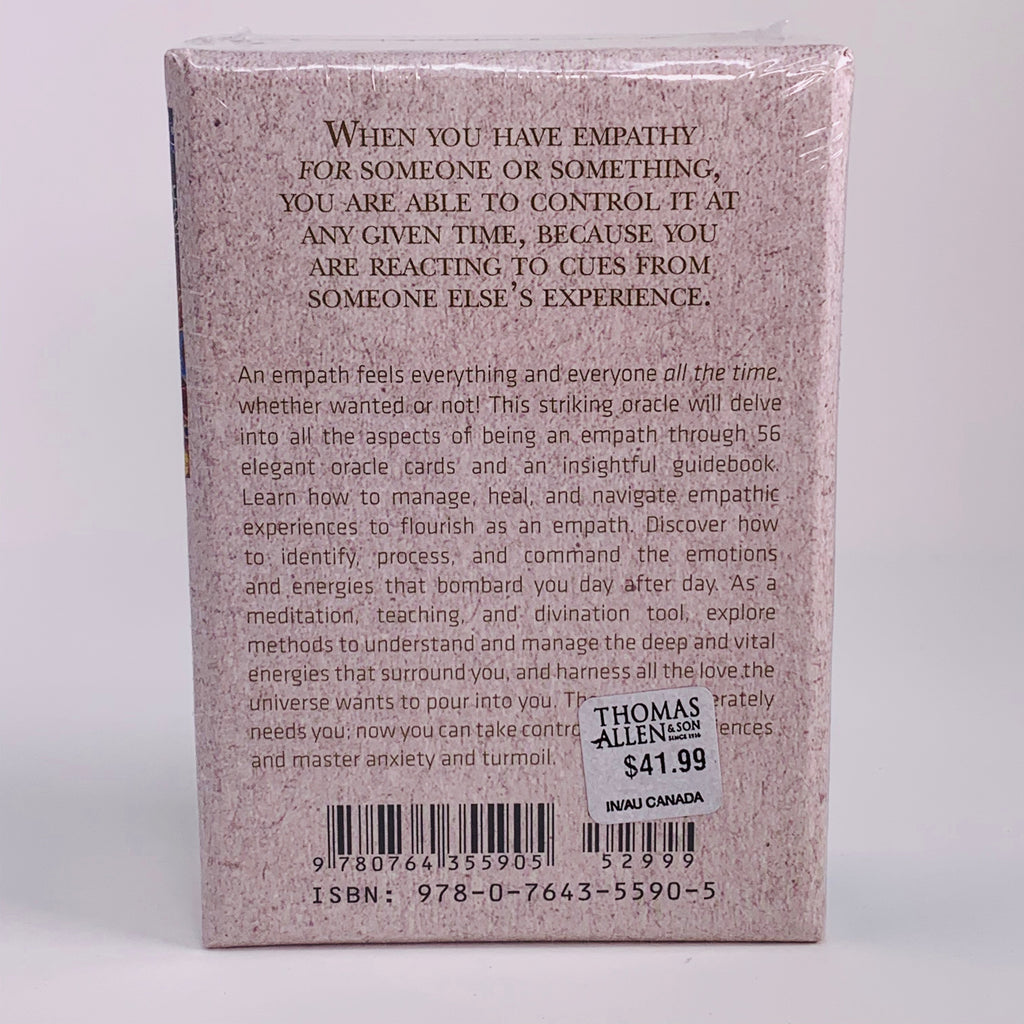 WHEN YOU HAVE EMPATHY
FOR SOMEONE OR SOMETHING,
YOU ARE ABLE TO CONTROL IT AT
ANY GIVEN TIME, BECAUSE YOU
ARE REACTING TO CUES FROM
SOMEONE ELSE'S EXPERIENCE.
An empath feels everything and everyone all the time,
whether wanted or not! This striking oracle will delve
into all the aspects of being an empath through 56
elegant oracle cards and an insightful guidebook.
Learn how to manage, heal, and navigate empathic
experiences to flourish as an empath. Discover how
to identify, process, and command the emotions
and energies that bombard you day after day. As a
meditation, teaching, and divination tool, explore
methods to understand and manage the deep and vital
energies that surround you, and harness all the love the
universe wants to pour into you.
needs you; now you can take
and master anxiety and turmoil.
THOMAS
ALLEN & SON
SINCE 1916
$41.99
IN/AU CANADA
9 780764 355905
52999
ISBN: 978-0-7643-5590-5